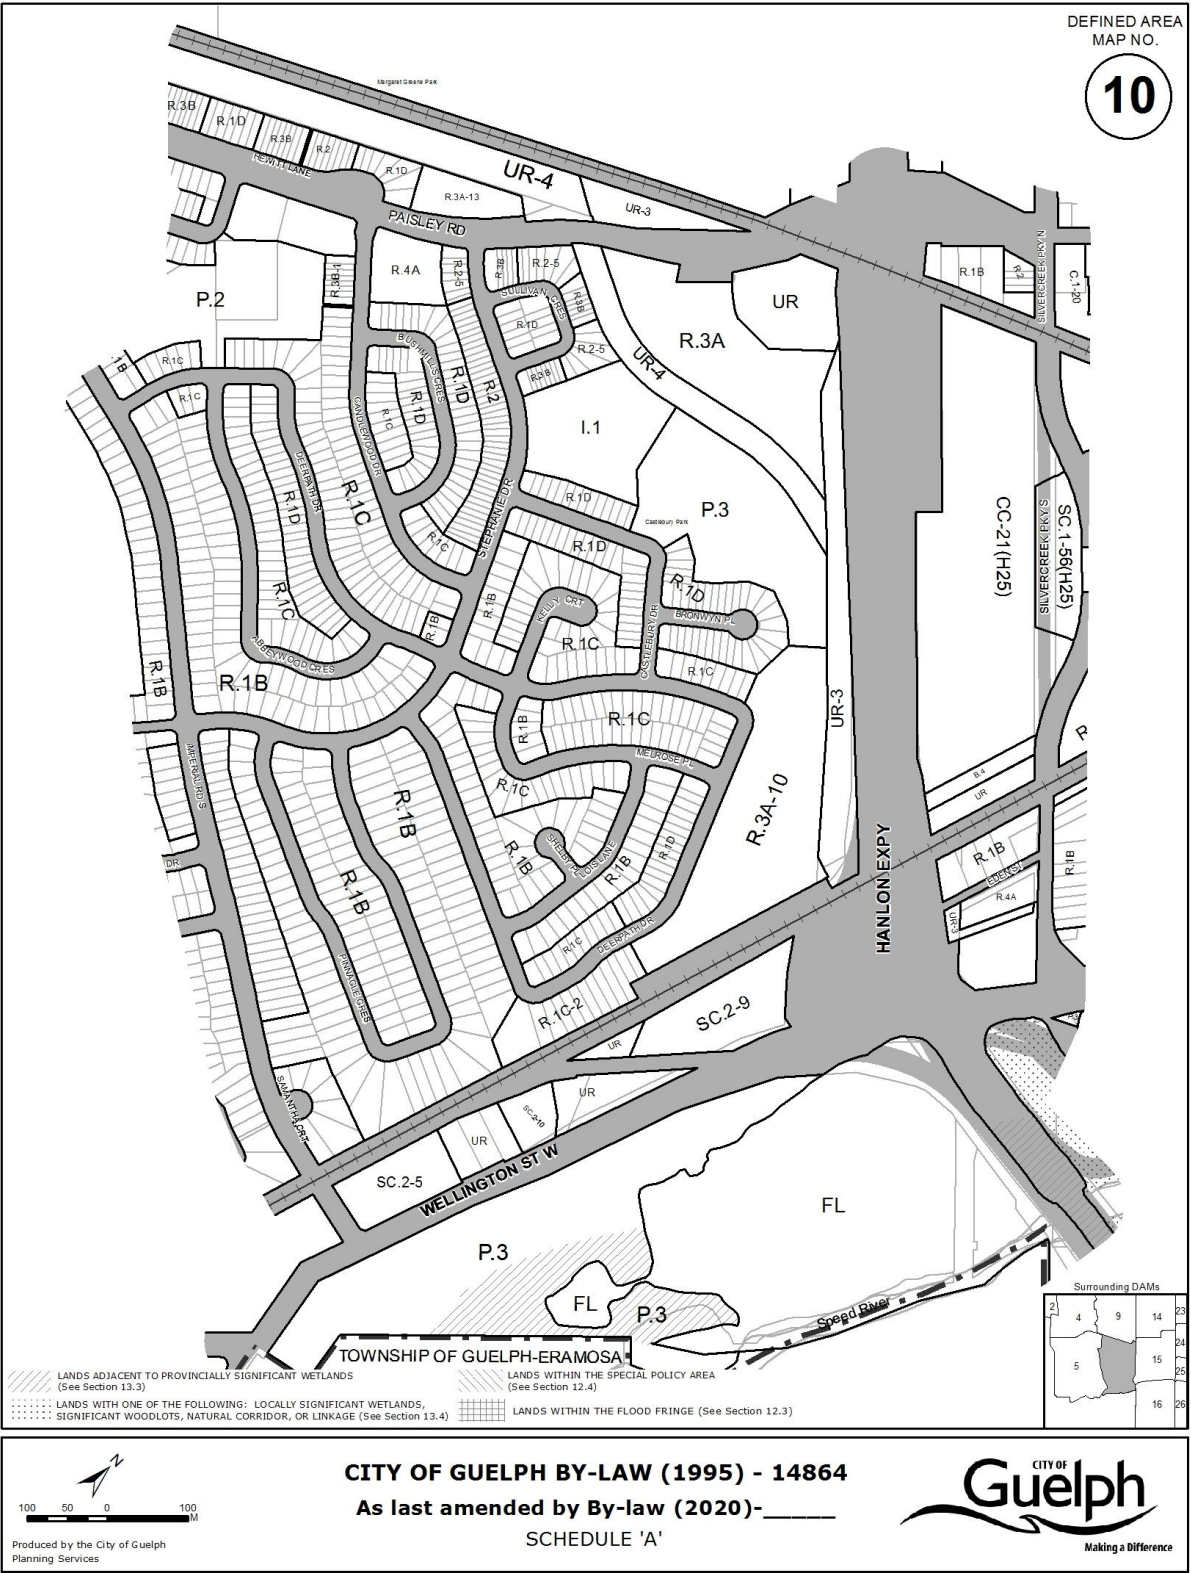 DEFINED AREA
MAP NO.
10
Margaret Greene Park
R.3B
R.1D
R.3B
R.2
HEWITT LANE
R.1D
UR-4
R.3A-13
UR-3
PAISLEY RD
P.2
R.3B-1
R.4A
R.2-5
R.3B
R.2-5
SULLIVAN CRES
R.3B
R.1D
R.2-5
R.3B
UR
R.3A
UR-4
R.1B
R.2
SILVERCREEK PKY N
C.1-20
.1B
R.1C
R.1C
BUSHMILLS CRES
R.1D
R.2
R.1D
R.1C
CANDLEWOOD DR
I.1
DEERPATH DR
R.1D
R.1C
R.1C
STEPHANIE DR
R.1D
P.3
Castlebury Park
R.1D
R.1D
CC-21(H25)
SILVERCREEK PKY S
SC.1-56(H25)
R.1C
R.1B
R.1B
KELLY CRT
R.1C
CASTLEBURY DR
BRONWYN PL
R.1C
ABBEYWOOD CRES
R.1B
R.1B
R.1B
R.1C
UR-3
MELROSE PL
IMPERIAL RD S
R.1C
R.1B
R.3A-10
R
B.4
UR
DR
R.1B
R.1B
SHELBY PL
LOIS LANE
R.1B
R.1D
HANLON EXPY
R.1B
EDEN ST
R.4A
UR-3
R.1B
PINNACLE CRES
R.1C
DEERPATH DR
R.1C-2
SC.2-9
UR
UR
SAMANTHA CRT
SC.2-10
UR
SC.2-5
WELLINGTON ST W
FL
P.3
FL
P.3
Speed River
TOWNSHIP OF GUELPH-ERAMOSA
Surrounding DAMs
2
4
9
14
23
24
5
15
25
16
26
LANDS ADJACENT TO PROVINCIALLY SIGNIFICANT WETLANDS
(See Section 13.3)
LANDS WITHIN THE SPECIAL POLICY AREA
(See Section 12.4)
LANDS WITH ONE OF THE FOLLOWING: LOCALLY SIGNIFICANT WETLANDS,
SIGNIFICANT WOODLOTS, NATURAL CORRIDOR, OR LINKAGE (See Section 13.4)
LANDS WITHIN THE FLOOD FRINGE (See Section 12.3)
N
100 50 0 100
M
Produced by the City of Guelph
Planning Services
CITY OF GUELPH BY-LAW (1995) - 14864
As last amended by By-law (2020)-_____
SCHEDULE 'A'
CITY OF
Guelph
Making a Difference